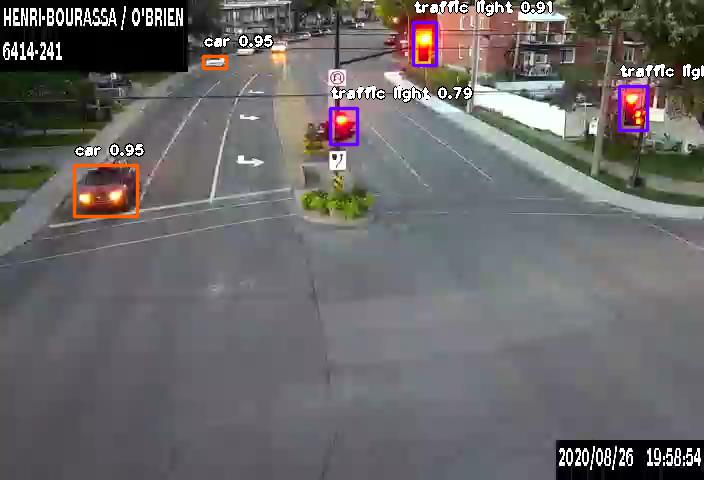 HENRI-BOURASSA / O'BRIEN
6414-241
traffic light 0.91
car 0.95
traffic light 0.79
traffic lig
car 0.95
2020/08/26 19:58:54